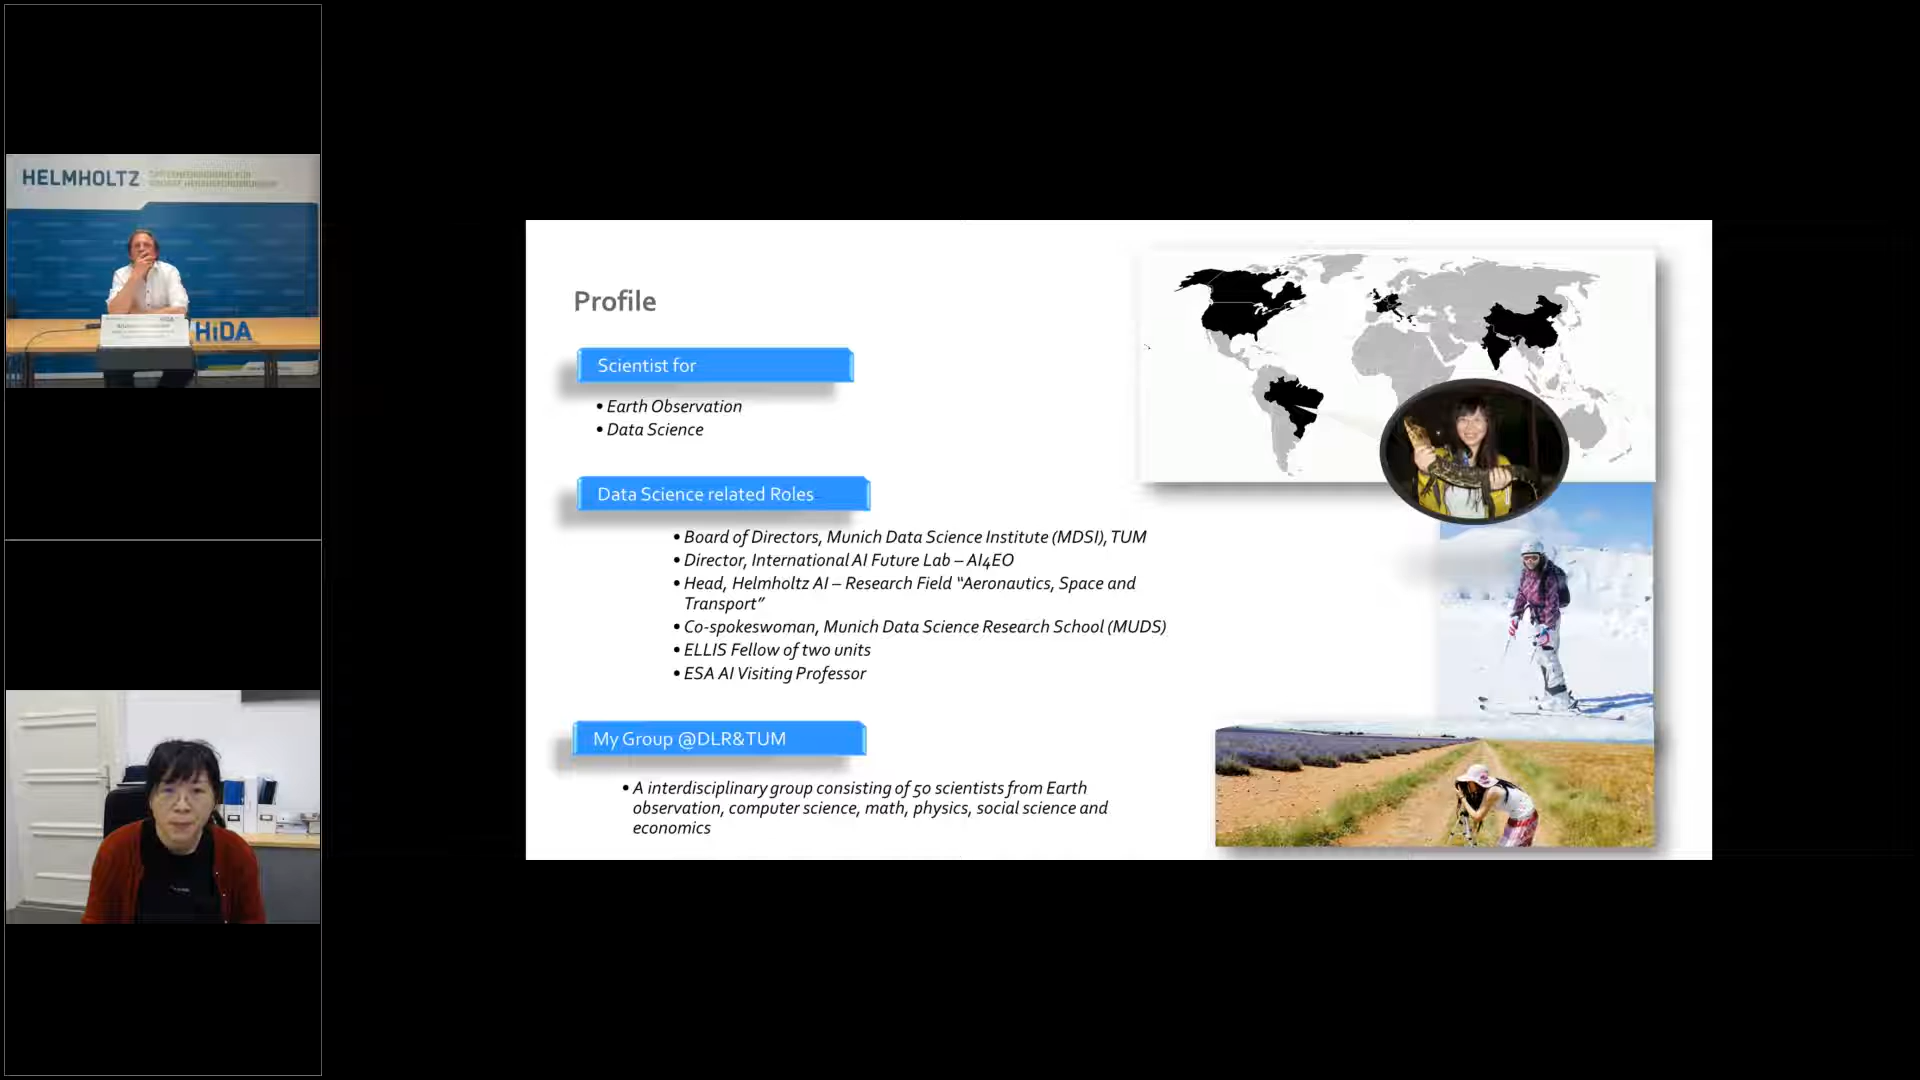 HELMHOLTZ
HiDA
Profile
Scientist for
• Earth Observation
• Data Science
Data Science related Roles
• Board of Directors, Munich Data Science Institute (MDSI), TUM
• Director, International AI Future Lab – AI4EO
• Head, Helmholtz AI – Research Field “Aeronautics, Space and
Transport”
• Co-spokeswoman, Munich Data Science Research School (MUDS)
• ELLIS Fellow of two units
• ESA AI Visiting Professor
My Group @DLR&TUM
• A interdisciplinary group consisting of 50 scientists from Earth
observation, computer science, math, physics, social science and
economics